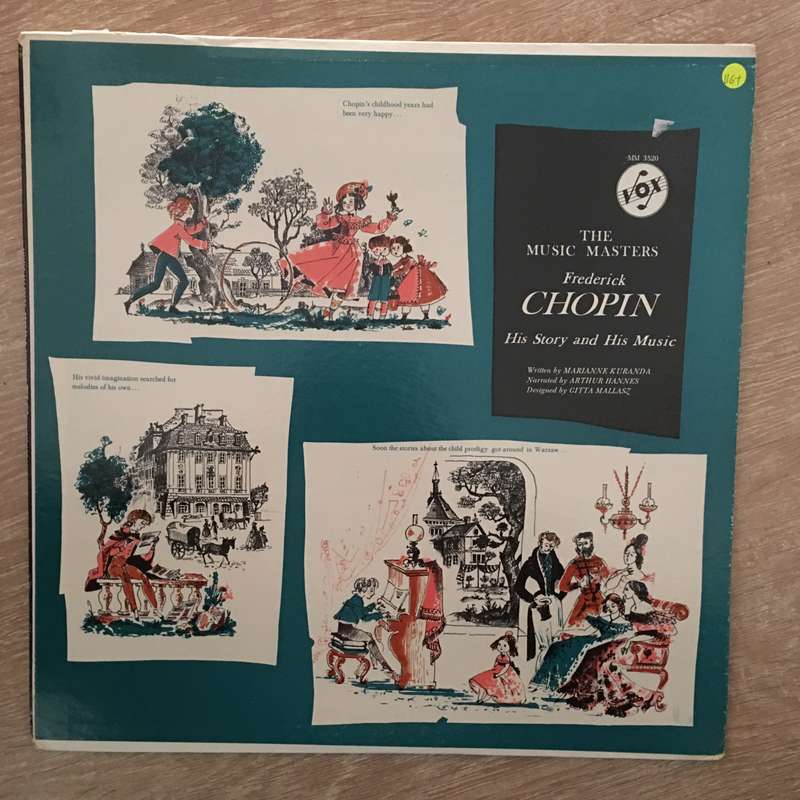 Chopin's childhood years had
been very happy...
MM 3520
VOX
THE
MUSIC MASTERS
Frederick
CHOPIN
His Story and His Music
Written by MARIANNE KURANDA
Narrated by ARTHUR HANNES
Designed by GITTA MALLASZ
His vivid imagination searched for
melodies of his own...
Soon the stories about the child prodigy got around in Warsaw...